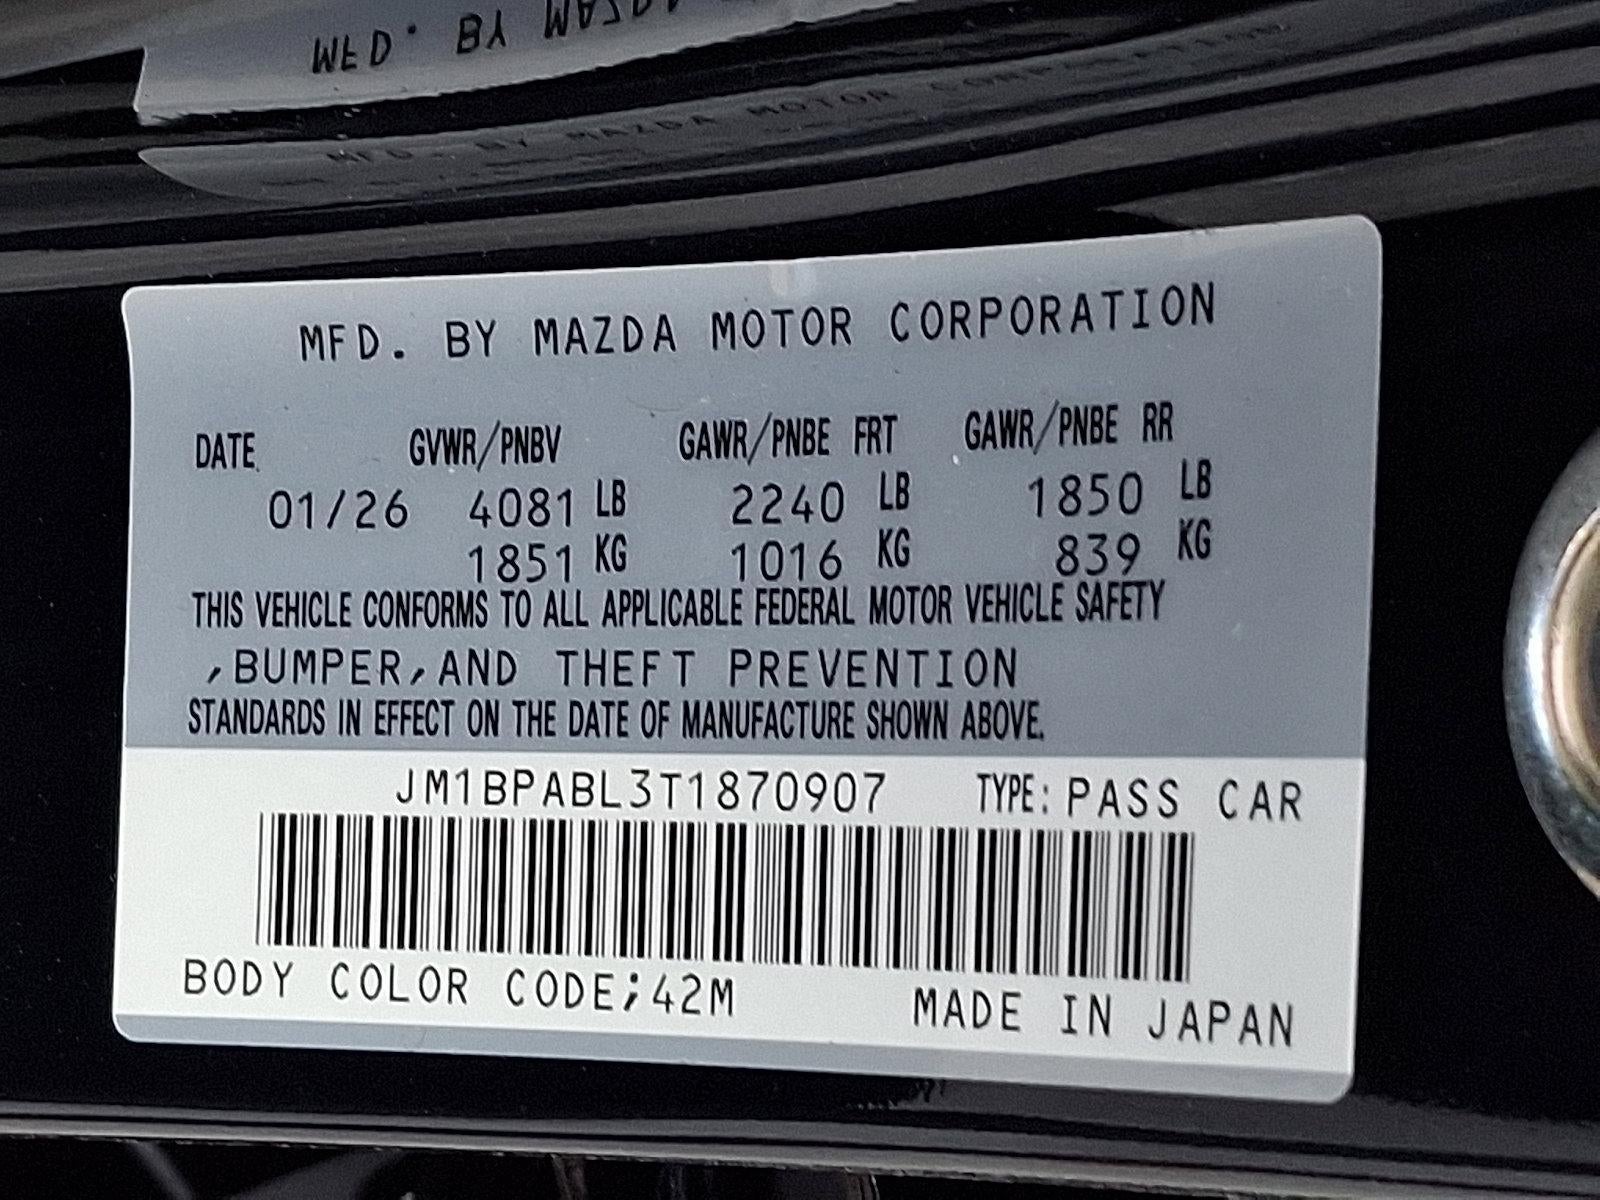 MFD. BY MAZDA MOTOR CORPORATION
DATE GVWR/PNBV GAWR/PNBE FRT GAWR/PNBE RR
01/26 4081 LB 2240 LB 1850 LB
1851 KG 1016 KG 839 KG
THIS VEHICLE CONFORMS TO ALL APPLICABLE FEDERAL MOTOR VEHICLE SAFETY
,BUMPER,AND THEFT PREVENTION
STANDARDS IN EFFECT ON THE DATE OF MANUFACTURE SHOWN ABOVE.
JM1BPABL3T1870907 TYPE: PASS CAR
BODY COLOR CODE;42M MADE IN JAPAN